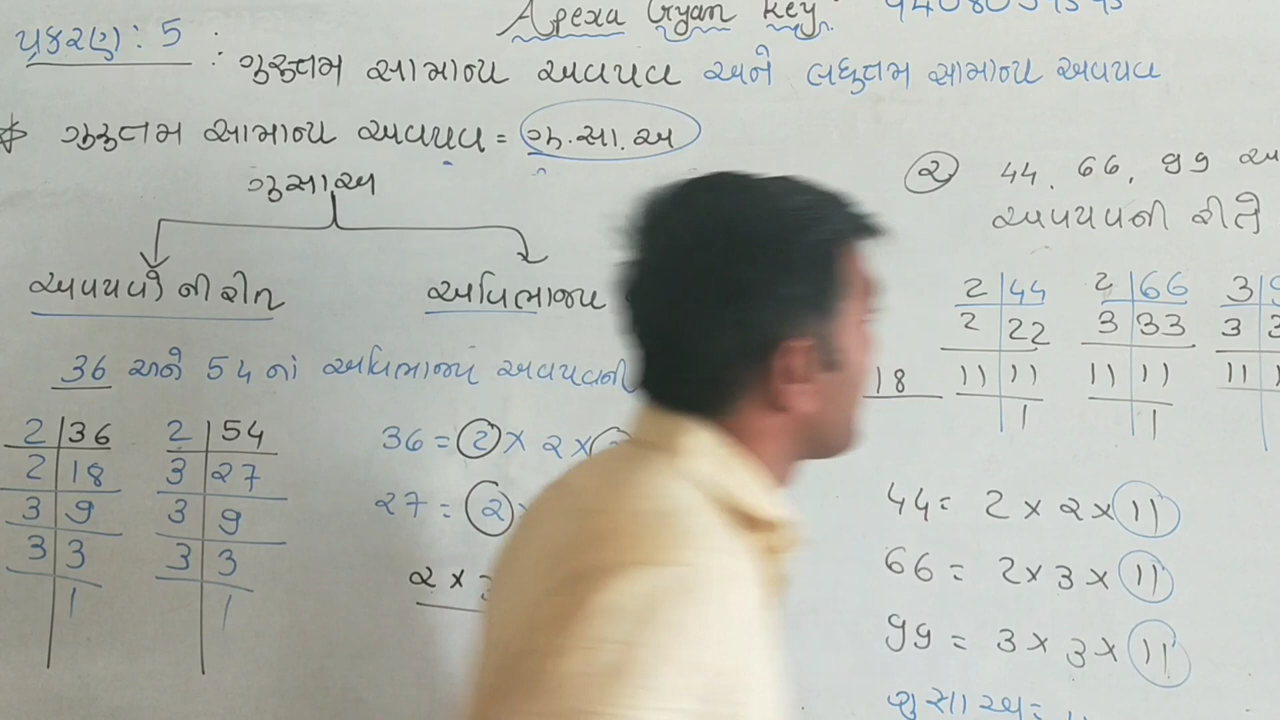 Apexa Gyan Key
પ્રકરણ : 5 : ગુરુત્તમ સામાન્ય અવયવ અને લઘુત્તમ સામાન્ય અવયવ
* ગુરુત્તમ સામાન્ય અવયવ = ગુ.સા.અ
ગુસાઅ
અવયવોની રીત
અવિભાજ્ય
36 અને 54 નાં અવિભાજ્ય અવયવની
2 | 36
2 | 18
3 | 9
3 | 3
1
2 | 54
3 | 27
3 | 9
3 | 3
1
36 = 2 × 2 ×
27 = 2
2 ×
18
૨ 44, 66, 99
અવયવની રીતે
2 | 44
2 | 22
11 | 11
1
2 | 66
3 | 33
11 | 11
1
3
3
11
44 = 2 × 2 × 11
66 = 2 × 3 × 11
99 = 3 × 3 × 11
ગુસાઅ =